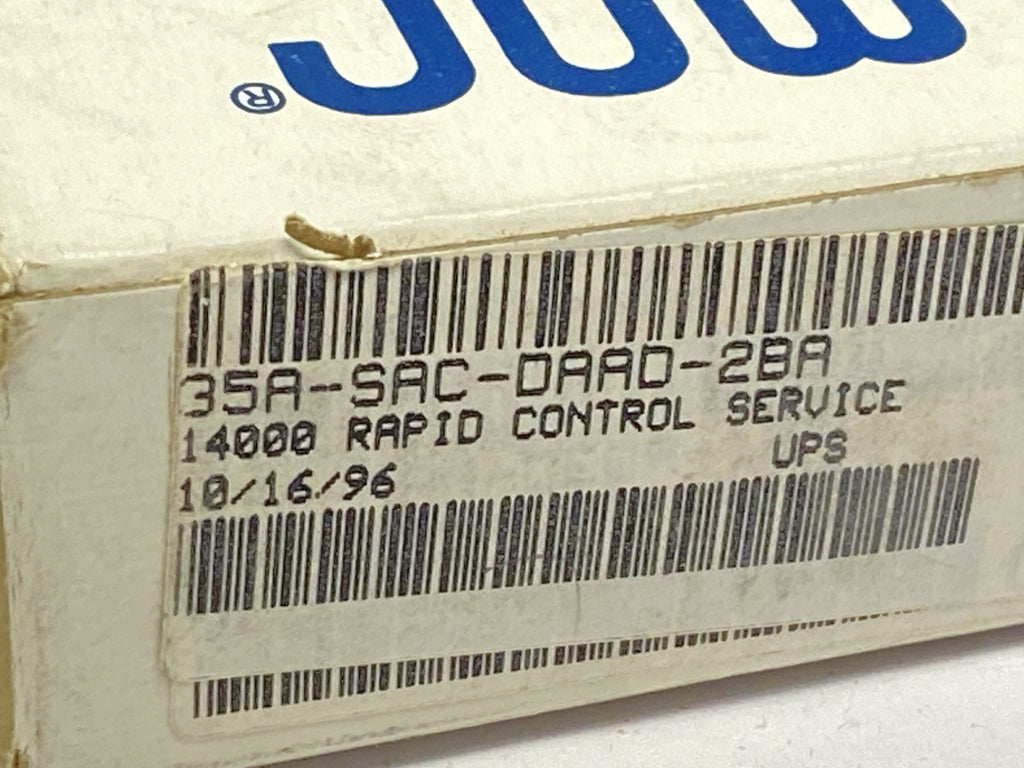 ®
35A-SAC-DAAD-2BA
14000 RAPID CONTROL SERVICE
10/16/96 UPS